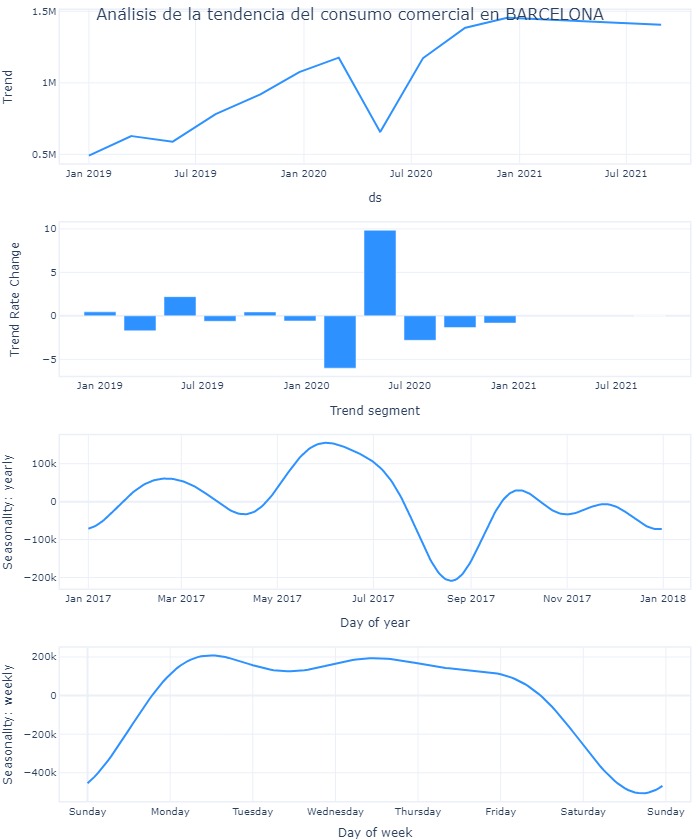 Análisis de la tendencia del consumo comercial en BARCELONA
1.5M
1M
0.5M
Trend
Jan 2019 Jul 2019 Jan 2020 Jul 2020 Jan 2021 Jul 2021
ds
10
5
0
−5
Trend Rate Change
Jan 2019 Jul 2019 Jan 2020 Jul 2020 Jan 2021 Jul 2021
Trend segment
100k
0
−100k
−200k
Seasonality: yearly
Jan 2017 Mar 2017 May 2017 Jul 2017 Sep 2017 Nov 2017 Jan 2018
Day of year
200k
0
−200k
−400k
Seasonality: weekly
Sunday Monday Tuesday Wednesday Thursday Friday Saturday Sunday
Day of week